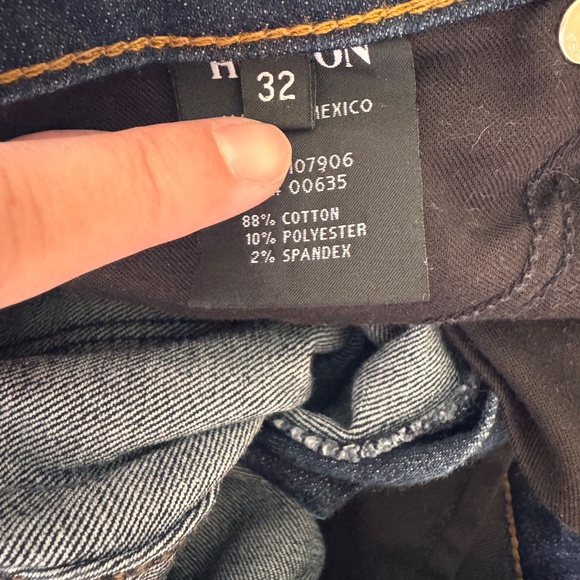 32
MEXICO
107906
00635
88% COTTON
10% POLYESTER
2% SPANDEX